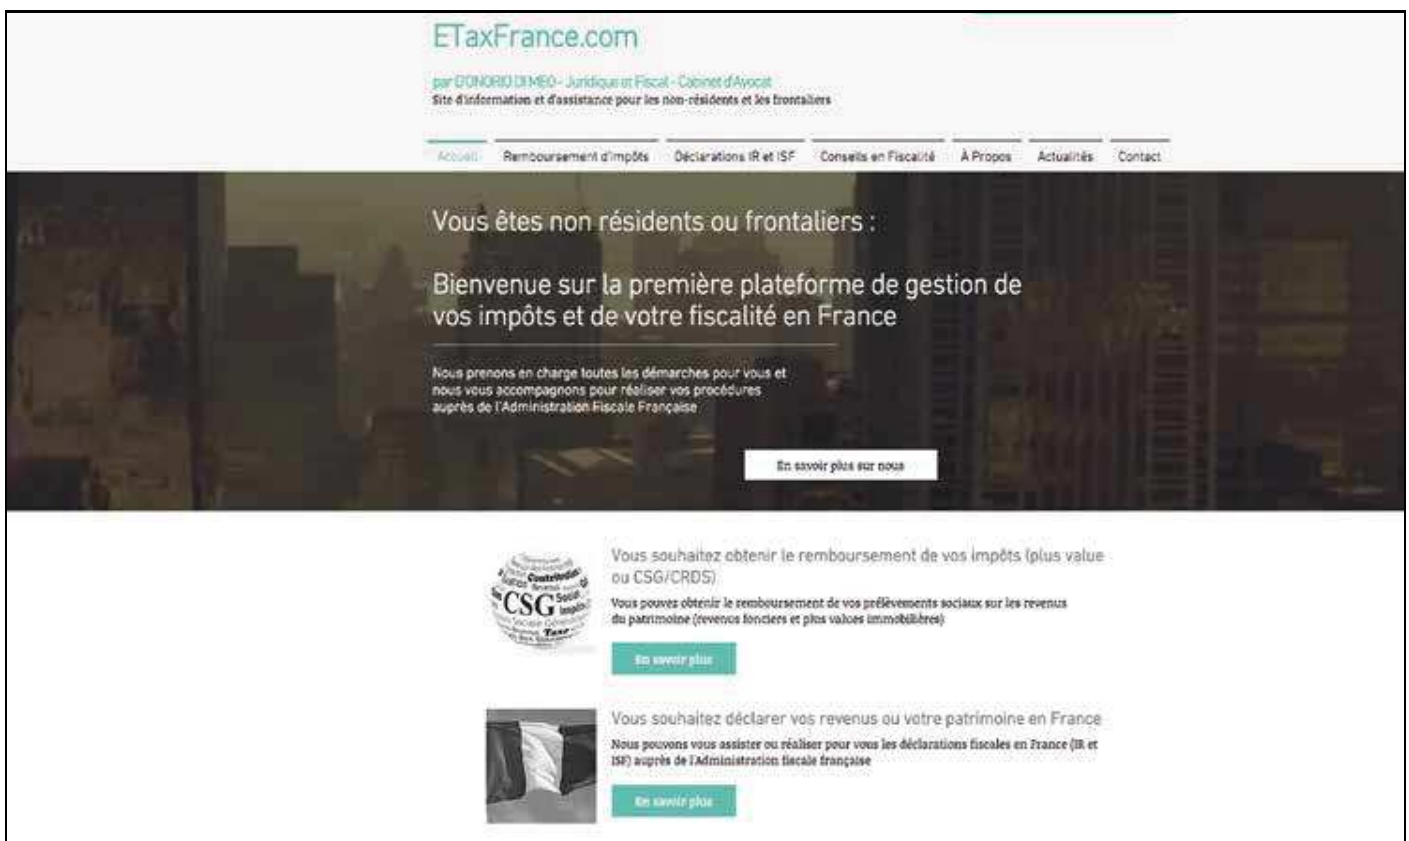 ETaxFrance.com
par D'ONORIO DI MEO - Juridique et Fiscal - Cabinet d'Avocat
Site d'information et d'assistance pour les non-résidents et les frontaliers
Accueil Remboursement d'impôts Déclarations IR et ISF Conseils en Fiscalité À Propos Actualités Contact
Vous êtes non résidents ou frontaliers :
Bienvenue sur la première plateforme de gestion de
vos impôts et de votre fiscalité en France
Nous prenons en charge toutes les démarches pour vous et
nous vous accompagnons pour réaliser vos procédures
auprès de l'Administration Fiscale Française
En savoir plus sur nous
Vous souhaitez obtenir le remboursement de vos impôts (plus value
ou CSG/CRDS)
Vous pouvez obtenir le remboursement de vos prélèvements sociaux sur les revenus
du patrimoine (revenus fonciers et plus values immobilières)
Contribution
CSG Social
Taxe
En savoir plus
Vous souhaitez déclarer vos revenus ou votre patrimoine en France
Nous pouvons vous assister ou réaliser pour vous les déclarations fiscales en France (IR et
ISF) auprès de l'Administration fiscale française
En savoir plus